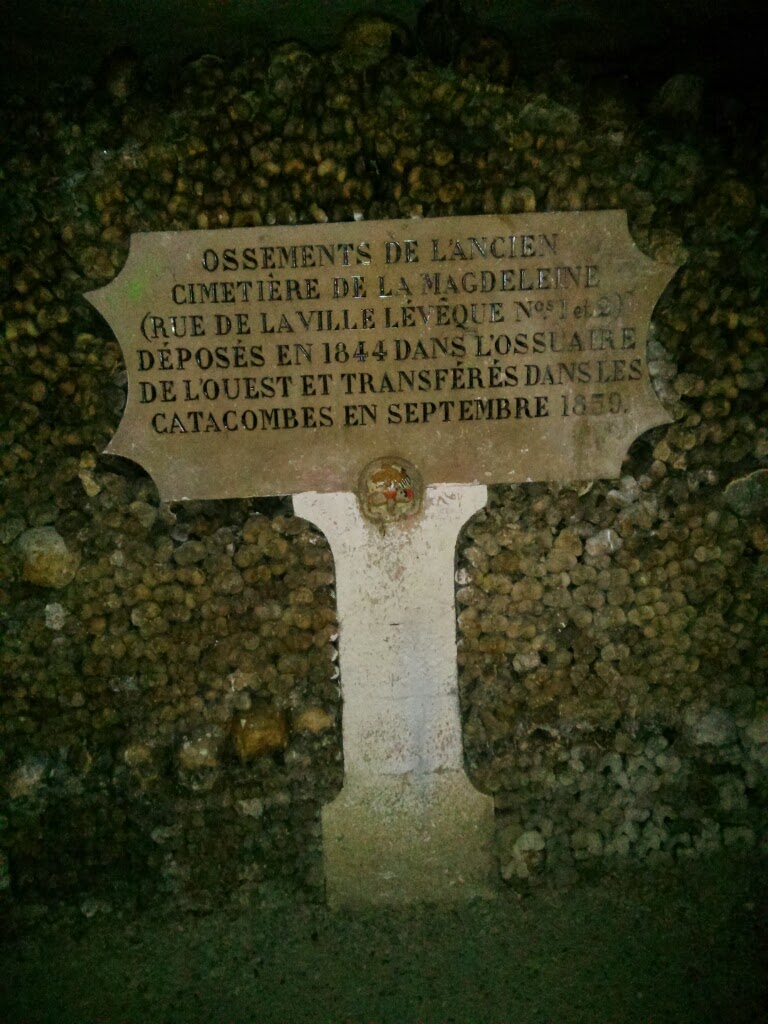 OSSEMENTS DE L'ANCIEN
CIMETIÈRE DE LA MAGDELEINE
(RUE DE LA VILLE LÉVÊQUE Nos 1 et 2)
DÉPOSÉS EN 1844 DANS L'OSSUAIRE
DE L'OUEST ET TRANSFÉRÉS DANS LES
CATACOMBES EN SEPTEMBRE 1859.